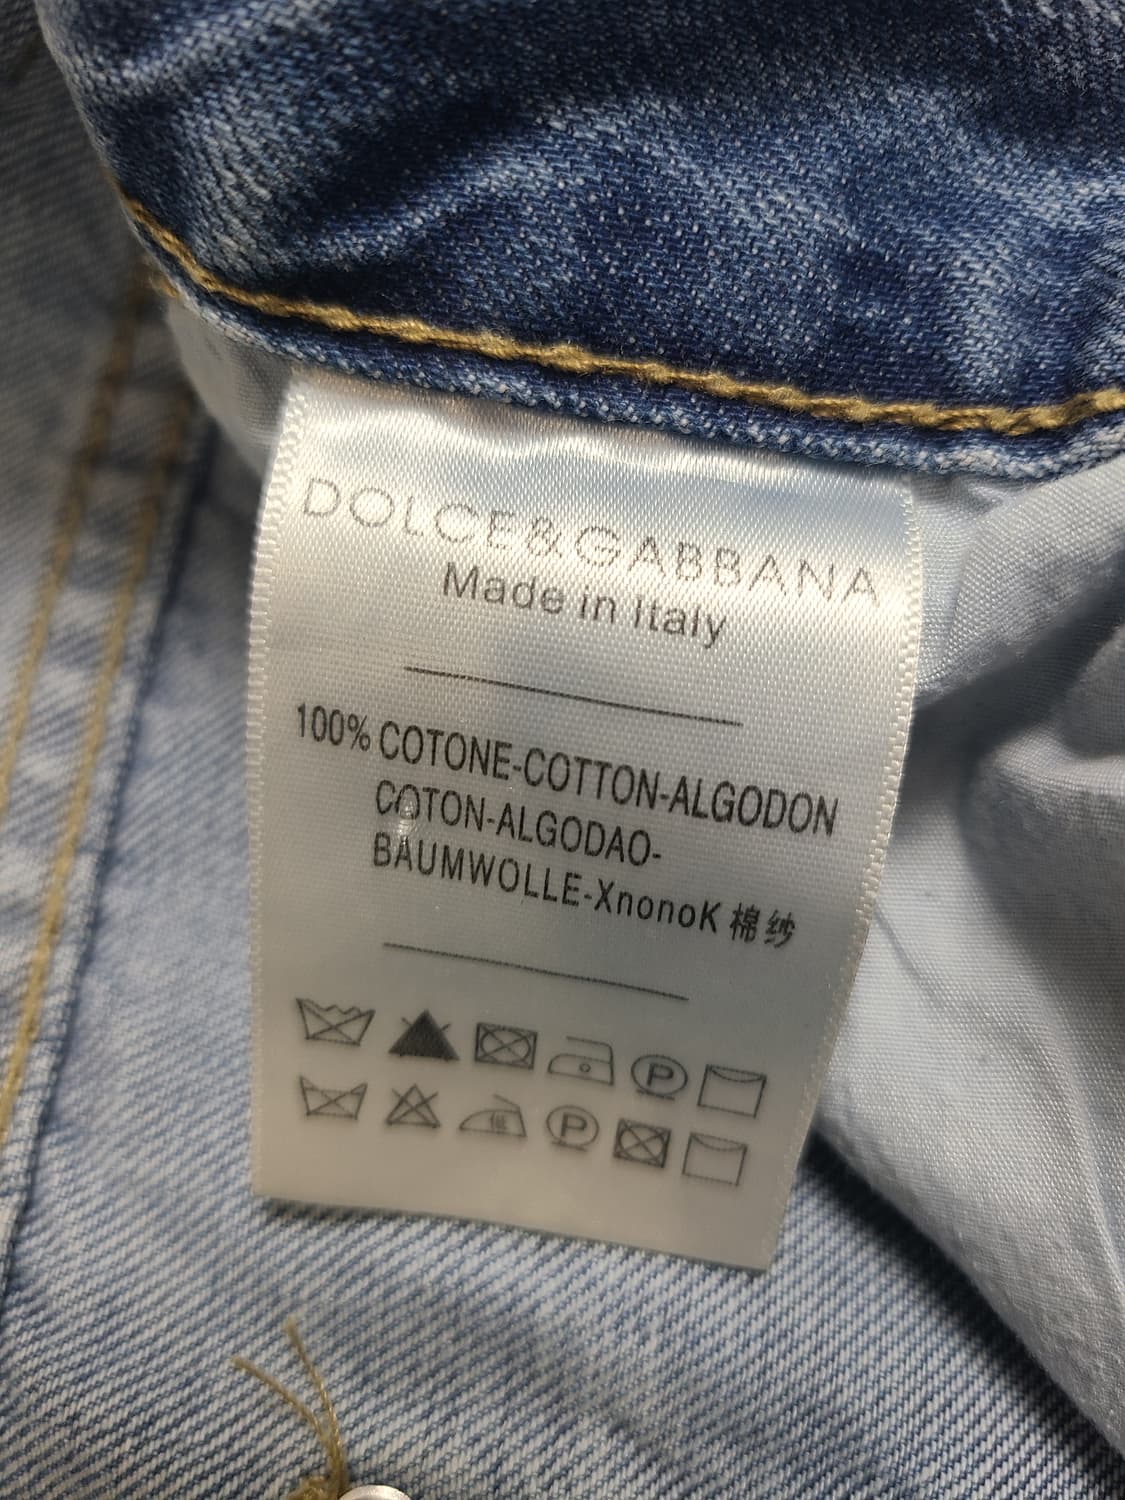 DOLCE&GABBANA
Made in Italy
100% COTONE-COTTON-ALGODON
COTON-ALGODAO-
BAUMWOLLE-XnonoK 棉纱